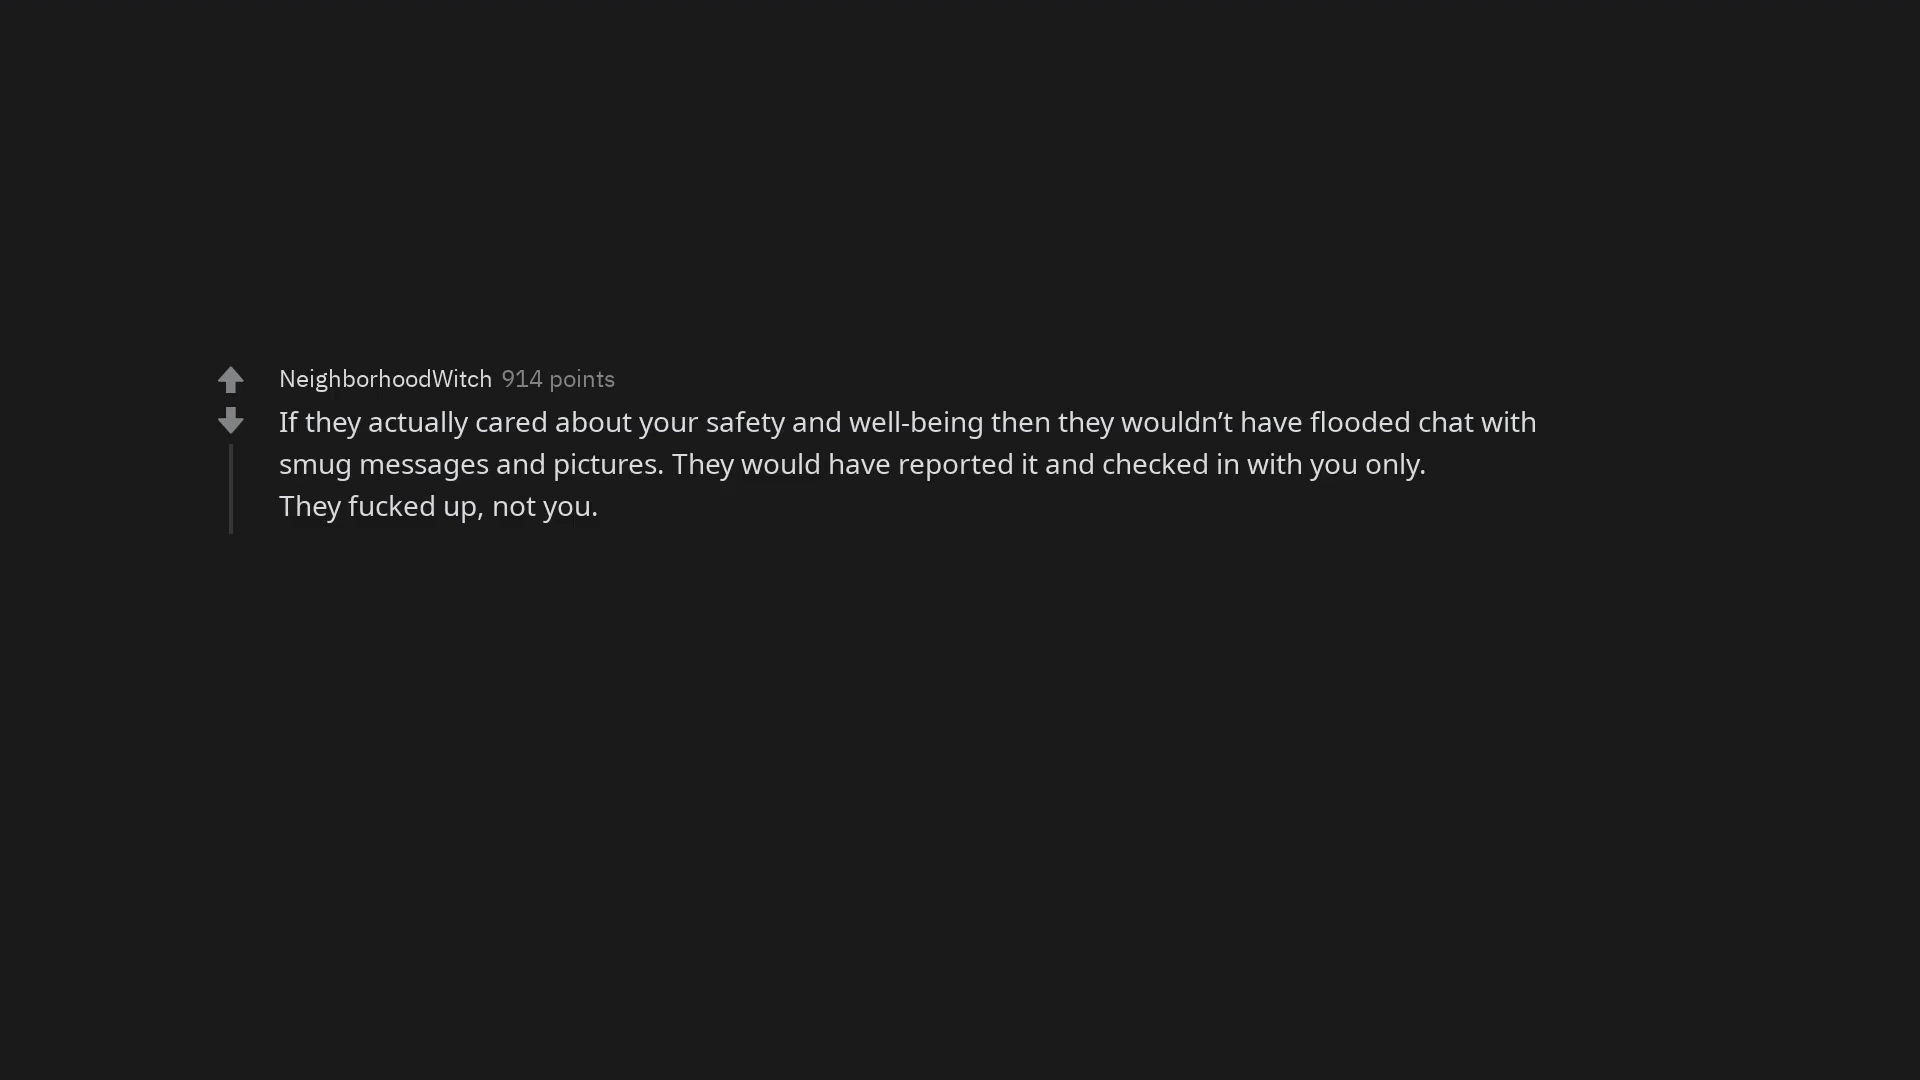 NeighborhoodWitch 914 points
If they actually cared about your safety and well-being then they wouldn’t have flooded chat with
smug messages and pictures. They would have reported it and checked in with you only.
They fucked up, not you.